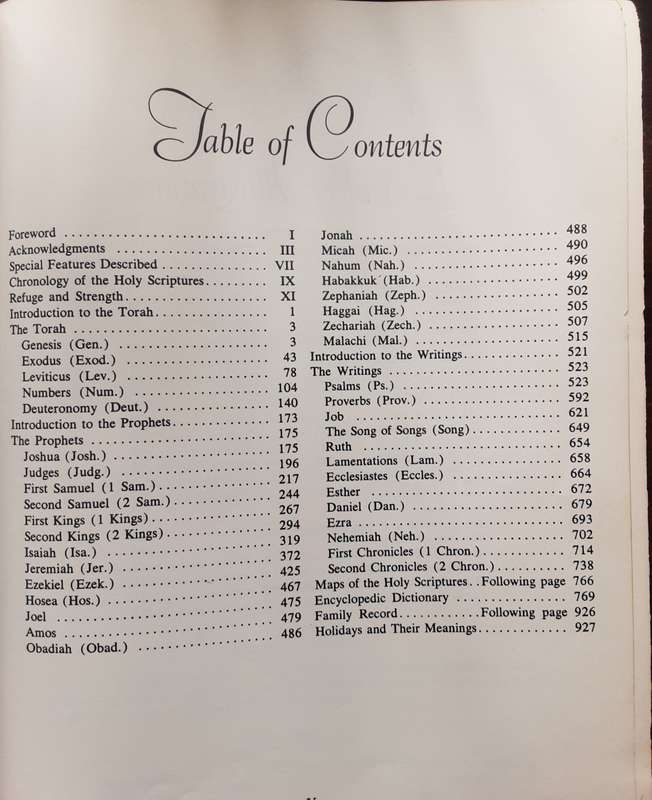 Table of Contents
Foreword . . . . . . . . . . I
Acknowledgments . . . . . . . . . . III
Special Features Described . . . . . . . . . . VII
Chronology of the Holy Scriptures . . . . . . . . . . IX
Refuge and Strength . . . . . . . . . . XI
Introduction to the Torah . . . . . . . . . . 1
The Torah . . . . . . . . . . 3
Genesis (Gen.) . . . . . . . . . . 3
Exodus (Exod.) . . . . . . . . . . 43
Leviticus (Lev.) . . . . . . . . . . 78
Numbers (Num.) . . . . . . . . . . 104
Deuteronomy (Deut.) . . . . . . . . . . 140
Introduction to the Prophets . . . . . . . . . . 173
The Prophets . . . . . . . . . . 175
Joshua (Josh.) . . . . . . . . . . 175
Judges (Judg.) . . . . . . . . . . 196
First Samuel (1 Sam.) . . . . . . . . . . 217
Second Samuel (2 Sam.) . . . . . . . . . . 244
First Kings (1 Kings) . . . . . . . . . . 267
Second Kings (2 Kings) . . . . . . . . . . 294
Isaiah (Isa.) . . . . . . . . . . 319
Jeremiah (Jer.) . . . . . . . . . . 372
Ezekiel (Ezek.) . . . . . . . . . . 425
Hosea (Hos.) . . . . . . . . . . 467
Joel . . . . . . . . . . 475
Amos . . . . . . . . . . 479
Obadiah (Obad.) . . . . . . . . . . 486
Jonah . . . . . . . . . . 488
Micah (Mic.) . . . . . . . . . . 490
Nahum (Nah.) . . . . . . . . . . 496
Habakkuk (Hab.) . . . . . . . . . . 499
Zephaniah (Zeph.) . . . . . . . . . . 502
Haggai (Hag.) . . . . . . . . . . 505
Zechariah (Zech.) . . . . . . . . . . 507
Malachi (Mal.) . . . . . . . . . . 515
Introduction to the Writings . . . . . . . . . . 521
The Writings . . . . . . . . . . 523
Psalms (Ps.) . . . . . . . . . . 523
Proverbs (Prov.) . . . . . . . . . . 592
Job . . . . . . . . . . 621
The Song of Songs (Song) . . . . . . . . . . 649
Ruth . . . . . . . . . . 654
Lamentations (Lam.) . . . . . . . . . . 658
Ecclesiastes (Eccles.) . . . . . . . . . . 664
Esther . . . . . . . . . . 672
Daniel (Dan.) . . . . . . . . . . 679
Ezra . . . . . . . . . . 693
Nehemiah (Neh.) . . . . . . . . . . 702
First Chronicles (1 Chron.) . . . . . . . . . . 714
Second Chronicles (2 Chron.) . . . . . . . . . . 738
Maps of the Holy Scriptures . . Following page 766
Encyclopedic Dictionary . . . . . . . . . . 769
Family Record . . . . . . . . . . Following page 926
Holidays and Their Meanings . . . . . . . . . . 927